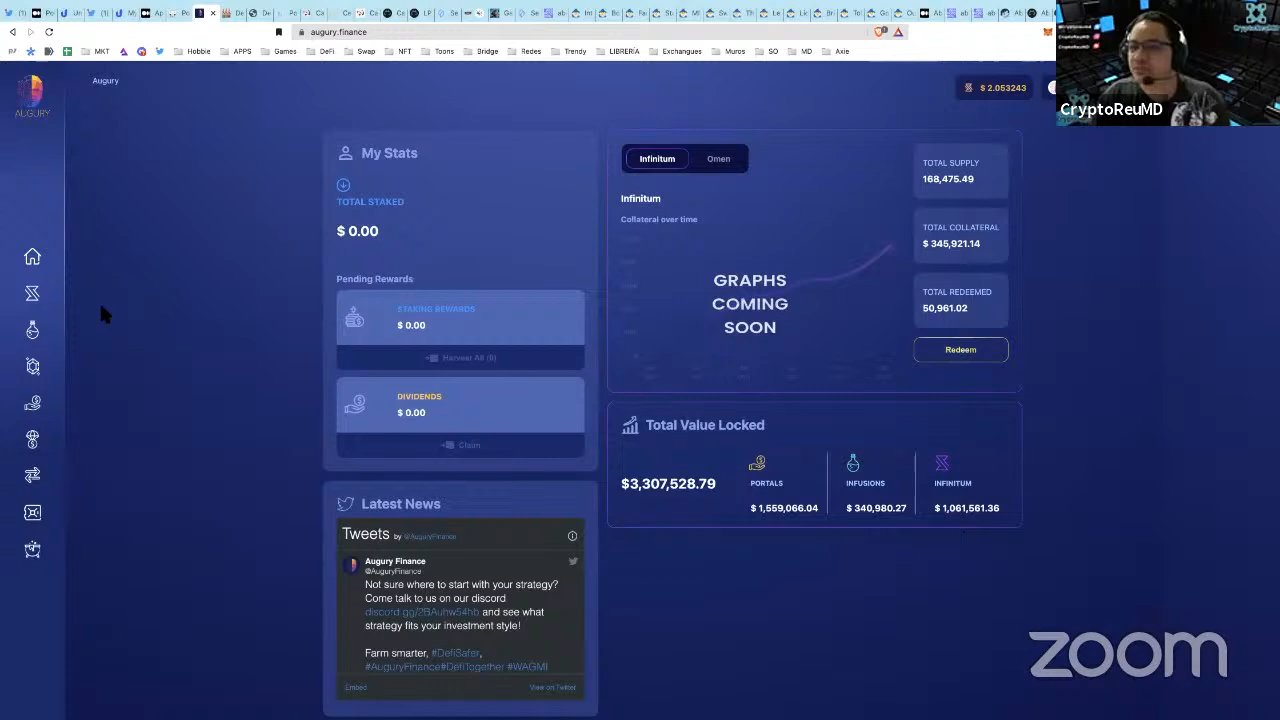 augury.finance
MKT
Hobbie
APPS
Games
DeFi
Swap
NFT
Toons
Bridge
Redes
Trendy
LIBRERÍA
Exchangues
Muros
SO
MD
Axie
CryptoReuMD
AUGURY
Augury
$ 2.053243
My Stats
TOTAL STAKED
$ 0.00
Pending Rewards
STAKING REWARDS
$ 0.00
Harvest All (0)
DIVIDENDS
$ 0.00
Claim
Latest News
Tweets by @AuguryFinance
Augury Finance
@AuguryFinance
Not sure where to start with your strategy?
Come talk to us on our discord
discord.gg/2BAuhw54hb and see what
strategy fits your investment style!
Farm smarter, #DefiSafer,
#AuguryFinance#DefiTogether #WAGMI
Embed
View on Twitter
Infinitum
Omen
Infinitum
Collateral over time
GRAPHS
COMING
SOON
TOTAL SUPPLY
168,475.49
TOTAL COLLATERAL
$ 345,921.14
TOTAL REDEEMED
50,961.02
Redeem
Total Value Locked
$3,307,528.79
PORTALS
$ 1,559,066.04
INFUSIONS
$ 340,980.27
INFINITUM
$ 1,061,561.36
zoom